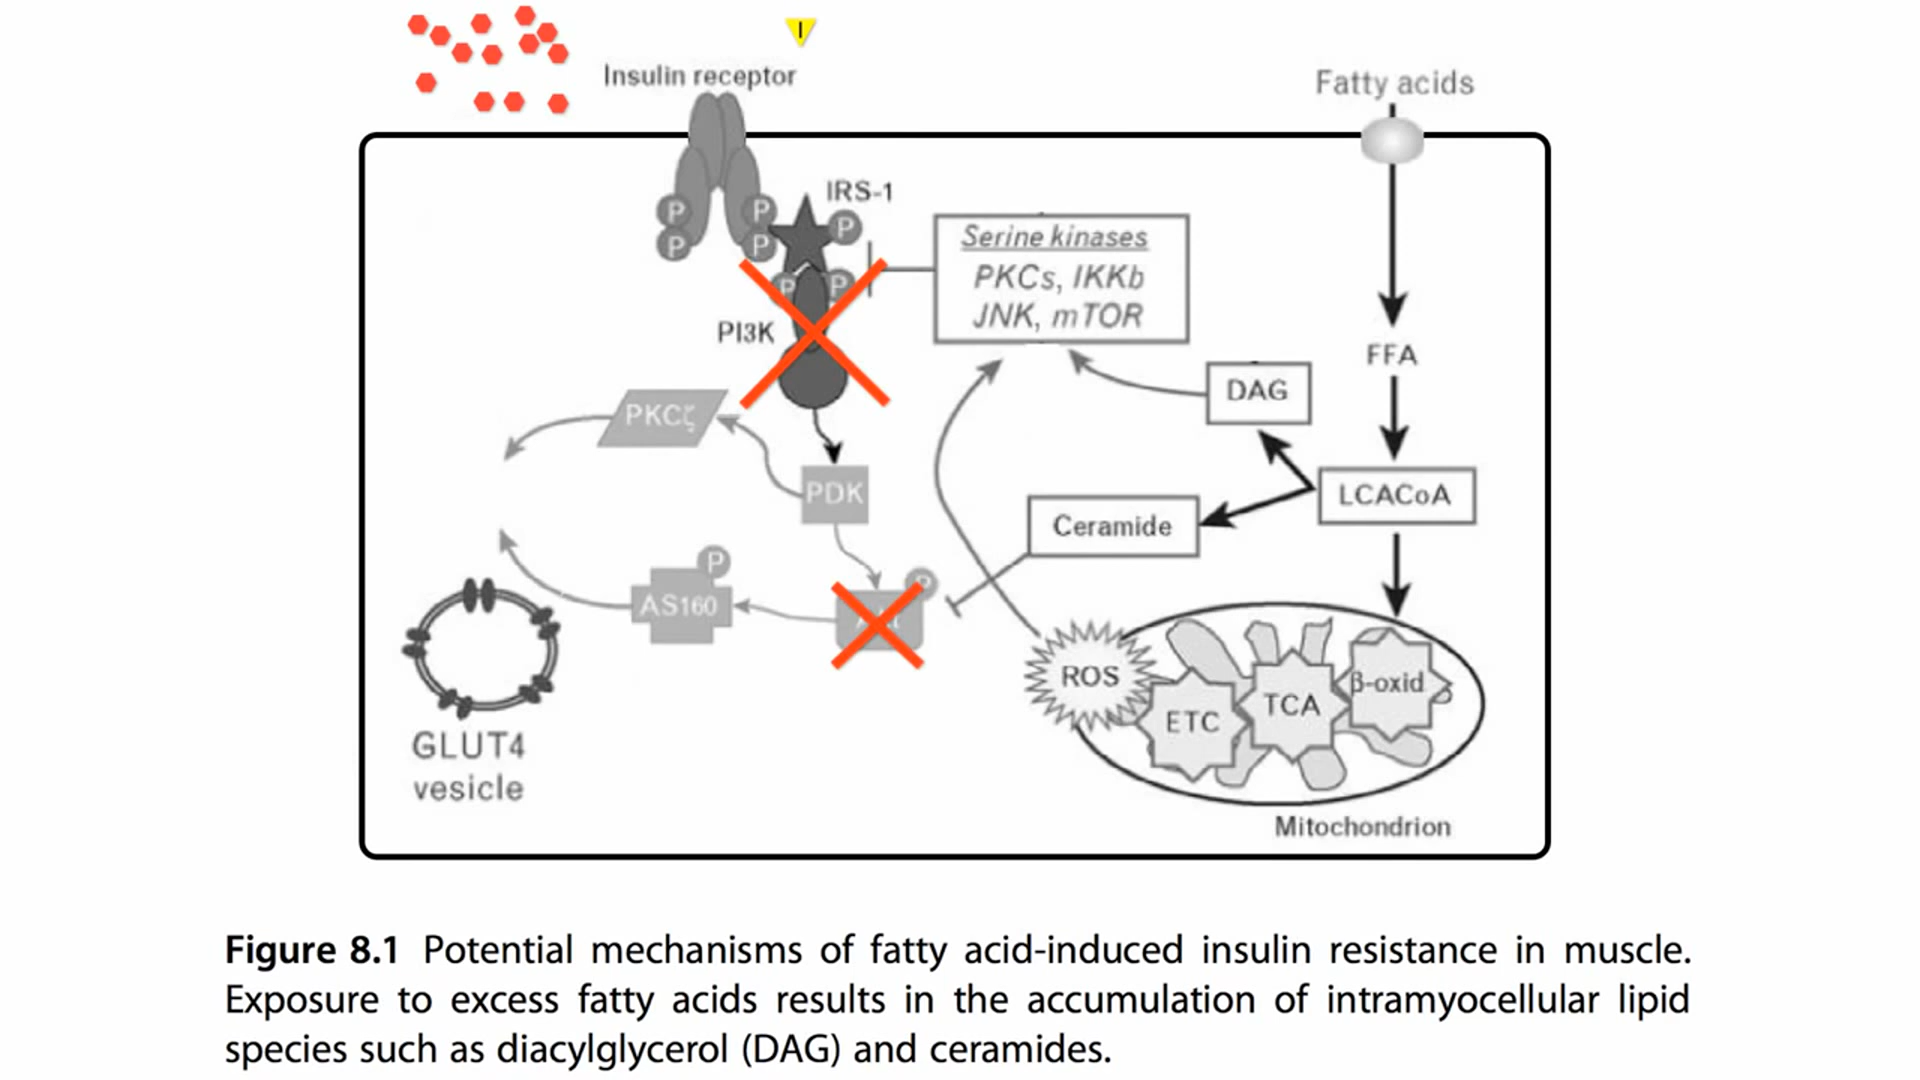 I
Insulin receptor
Fatty acids
IRS-1
P
P
P
P
P
Serine kinases
PKCs, IKKb
JNK, mTOR
P
P
PI3K
FFA
DAG
PKCζ
PDK
LCACoA
Ceramide
P
AS160
P
ROS
ETC
TCA
β-oxid
GLUT4
vesicle
Mitochondrion
Figure 8.1 Potential mechanisms of fatty acid-induced insulin resistance in muscle.
Exposure to excess fatty acids results in the accumulation of intramyocellular lipid
species such as diacylglycerol (DAG) and ceramides.